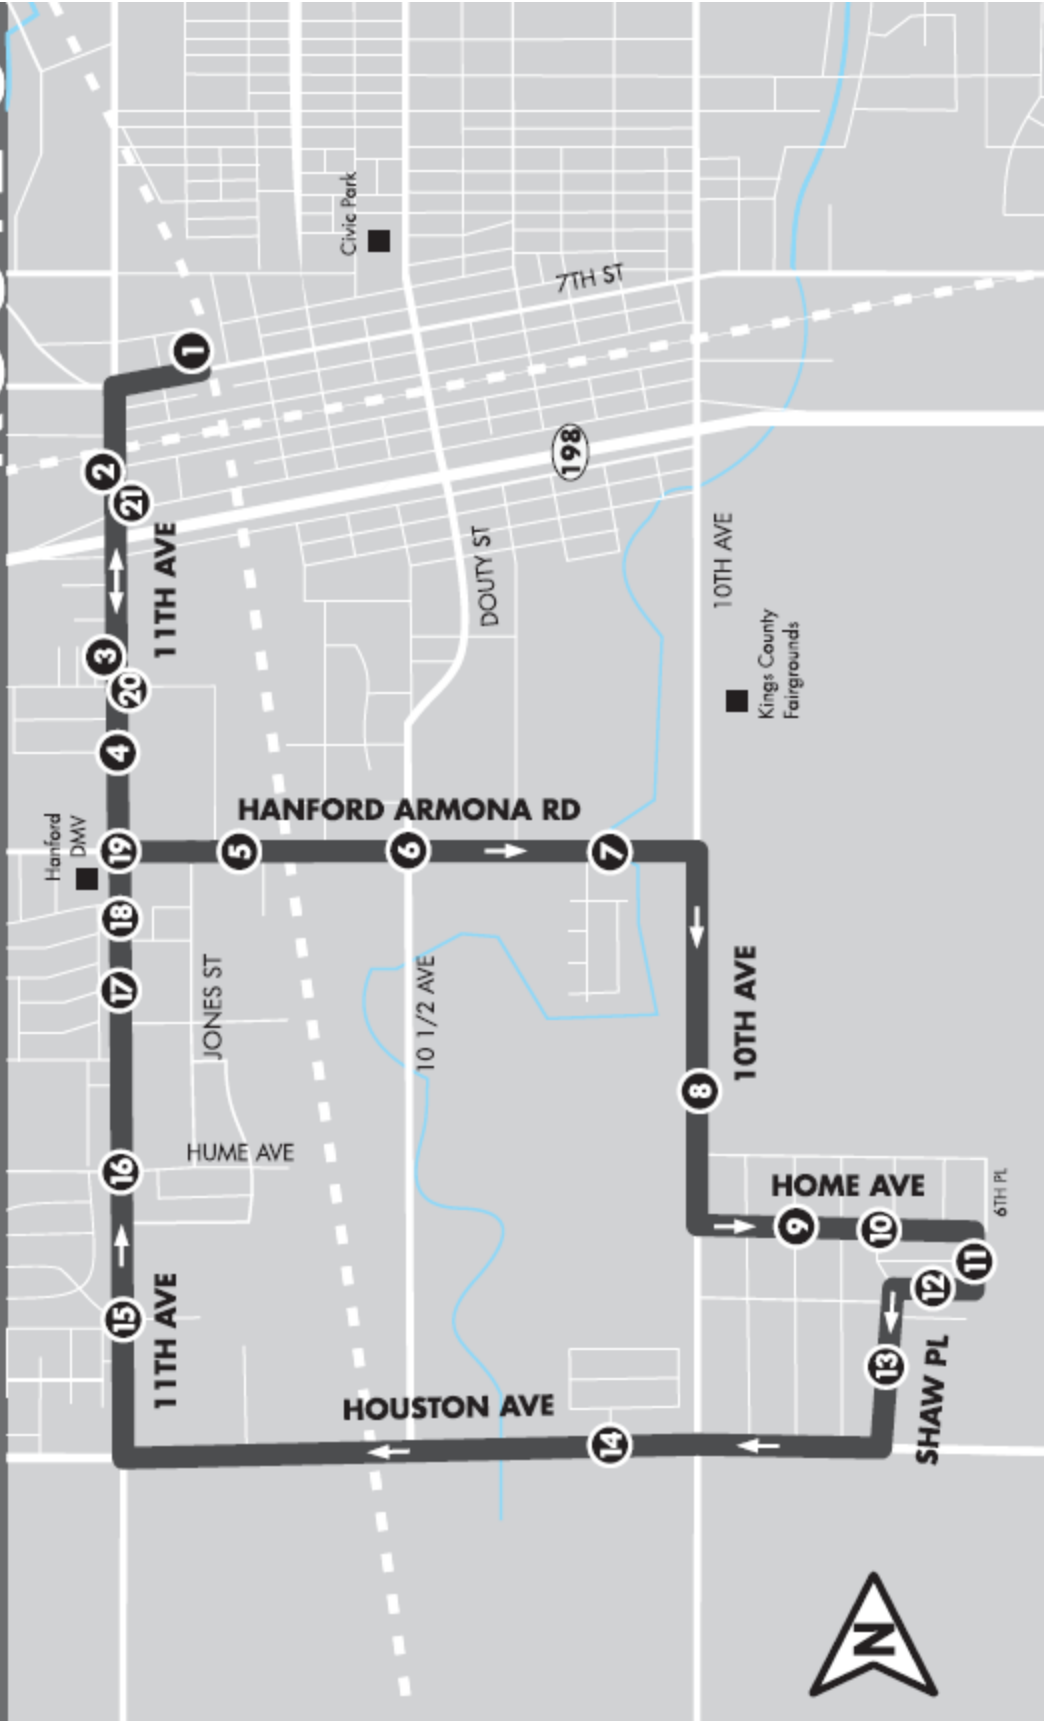 Civic Park
7TH ST
1
2
21
198
11TH AVE
DOUTY ST
10TH AVE
3
20
Kings County
Fairgrounds
4
HANFORD ARMONA RD
Hanford
DMV
19
5
6
7
18
17
JONES ST
10 1/2 AVE
10TH AVE
8
16
HUME AVE
HOME AVE
6TH PL
9
10
11
12
15
11TH AVE
13
SHAW PL
HOUSTON AVE
14
N